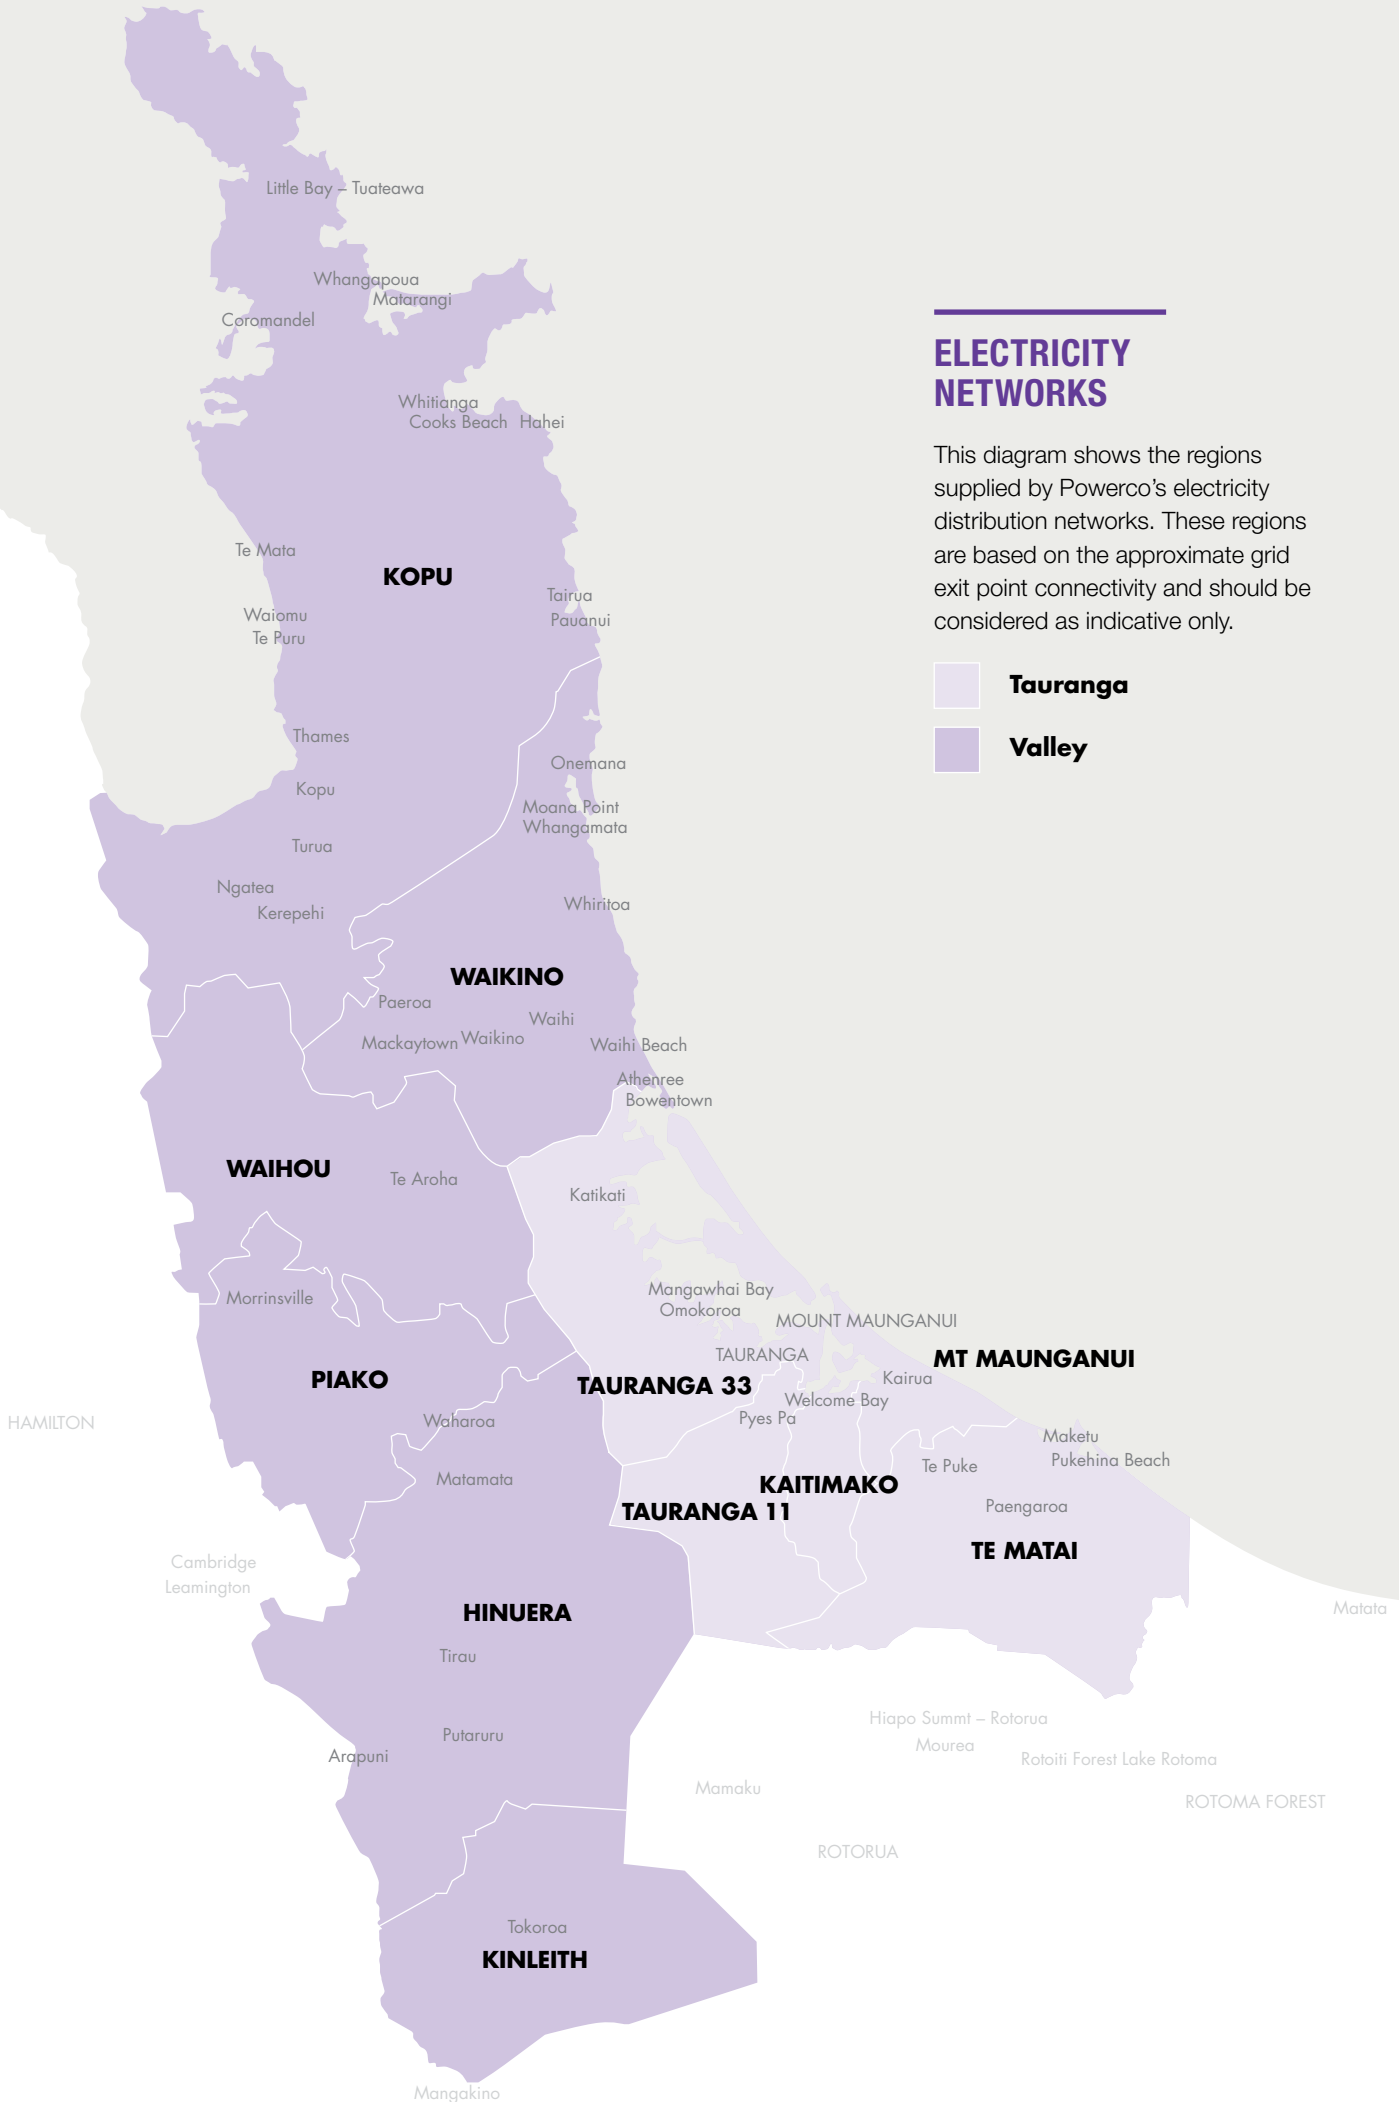 Little Bay – Tuateawa
Whangapoua
Matarangi
Coromandel
ELECTRICITY
NETWORKS
Whitianga
Cooks Beach
Hahei
This diagram shows the regions
supplied by Powerco’s electricity
distribution networks. These regions
are based on the approximate grid
exit point connectivity and should be
considered as indicative only.
Te Mata
KOPU
Tairua
Waiomu
Pauanui
Te Puru
Tauranga
Thames
Valley
Onemana
Kopu
Moana Point
Whangamata
Turua
Ngatea
Whiritoa
Kerepehi
WAIKINO
Paeroa
Waihi
Mackaytown
Waikino
Waihi Beach
Athenree
Bowentown
WAIHOU
Te Aroha
Katikati
Mangawhai Bay
Morrinsville
Omokoroa
MOUNT MAUNGANUI
TAURANGA
MT MAUNGANUI
PIAKO
TAURANGA 33
Kairua
Welcome Bay
HAMILTON
Waharoa
Pyes Pa
Maketu
Pukehina Beach
Te Puke
Matamata
KAITIMAKO
TAURANGA 11
Paengaroa
TE MATAI
Cambridge
Leamington
HINUERA
Matata
Tirau
Hiapo Summt – Rotorua
Putaruru
Mourea
Arapuni
Rotoiti Forest Lake Rotoma
Mamaku
ROTOMA FOREST
ROTORUA
Tokoroa
KINLEITH
Mangakino